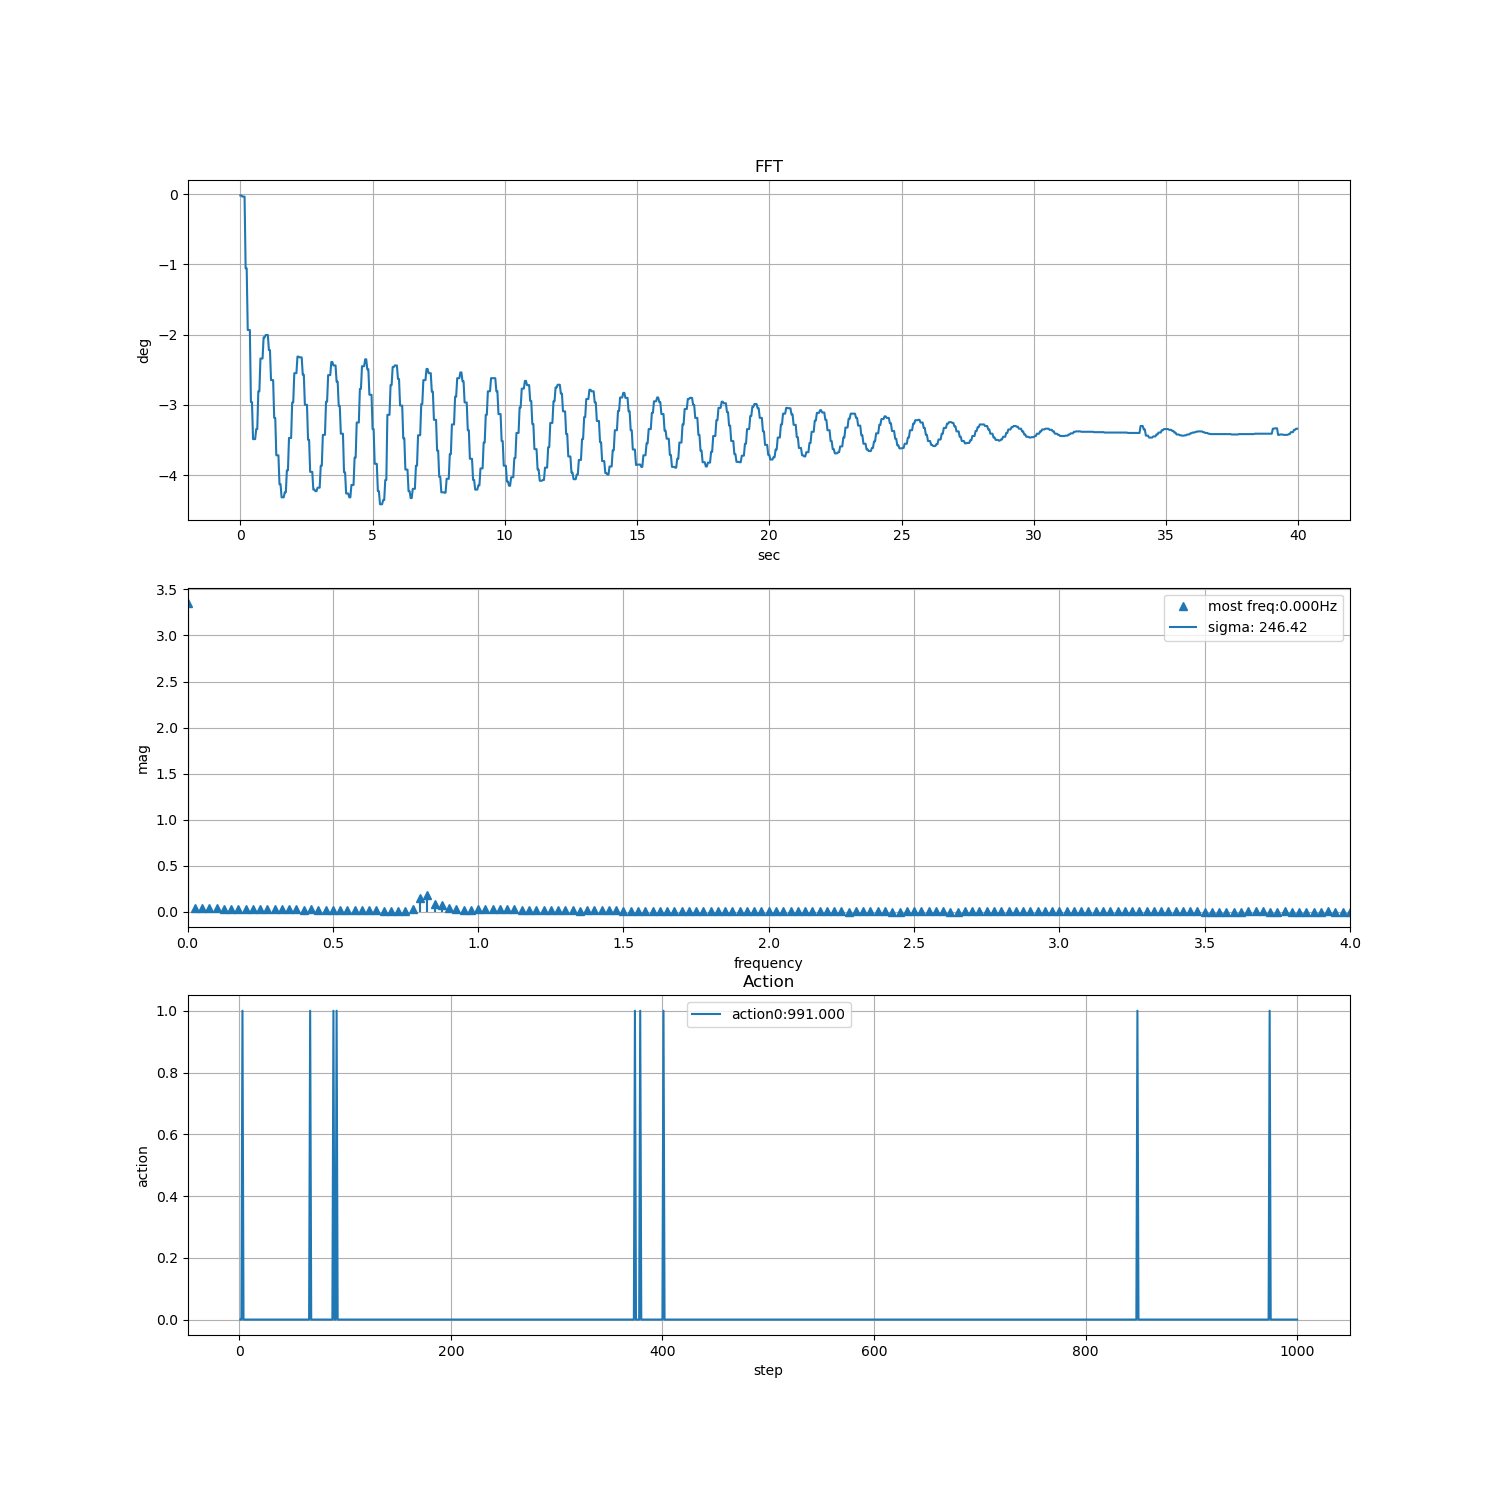 FFT
0
−1
−2
−3
−4
deg
0 5 10 15 20 25 30 35 40
sec
3.5
3.0
2.5
2.0
1.5
1.0
0.5
0.0
mag
most freq:0.000Hz
sigma: 246.42
0.0 0.5 1.0 1.5 2.0 2.5 3.0 3.5 4.0
frequency
Action
1.0
0.8
0.6
0.4
0.2
0.0
action
action0:991.000
0 200 400 600 800 1000
step